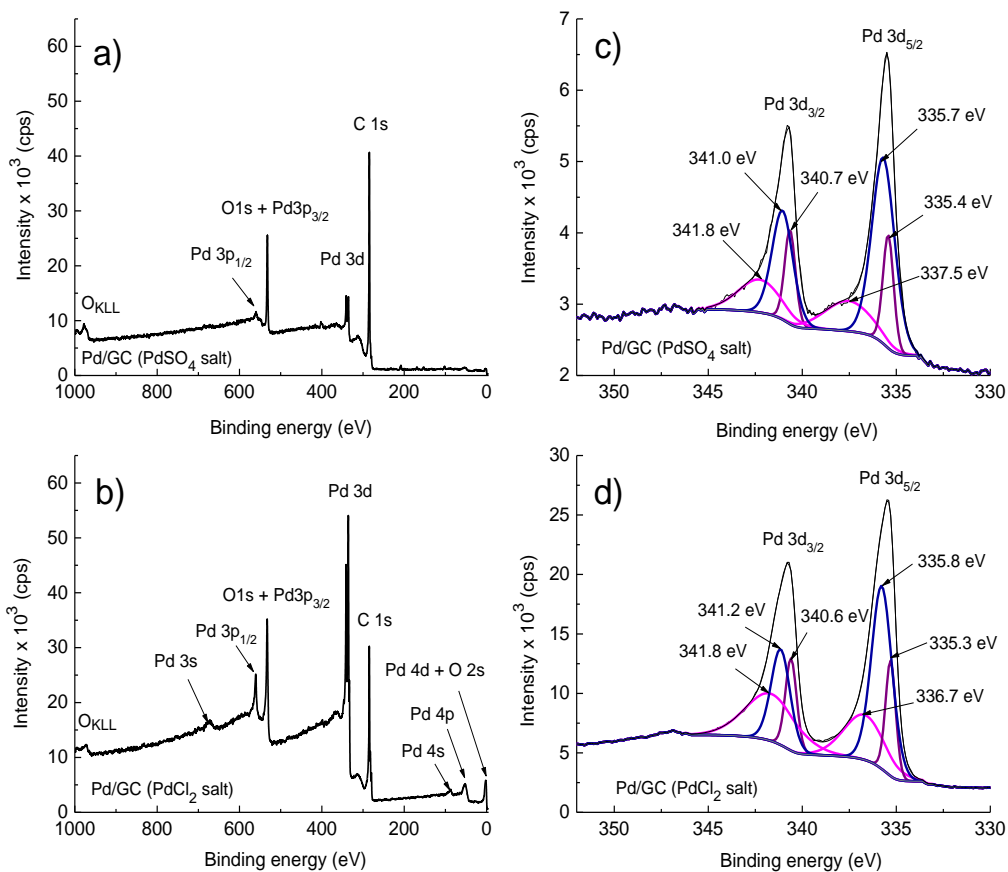 a)
60
50
40
30
20
10
0
Intensity x 10³ (cps)
C 1s
O1s + Pd3p₃/₂
Pd 3p₁/₂
Pd 3d
O_KLL
Pd/GC (PdSO₄ salt)
1000 800 600 400 200 0
Binding energy (eV)
c)
7
6
5
4
3
2
Intensity x 10³ (cps)
Pd 3d₅/₂
Pd 3d₃/₂
335.7 eV
341.0 eV
340.7 eV
335.4 eV
341.8 eV
337.5 eV
Pd/GC (PdSO₄ salt)
350 345 340 335 330
Binding energy (eV)
b)
60
50
40
30
20
10
0
Intensity x 10³ (cps)
Pd 3d
O1s + Pd3p₃/₂
C 1s
Pd 3p₁/₂
Pd 3s
Pd 4d + O 2s
Pd 4p
Pd 4s
O_KLL
Pd/GC (PdCl₂ salt)
1000 800 600 400 200 0
Binding energy (eV)
d)
30
25
20
15
10
5
0
Intensity x 10³ (cps)
Pd 3d₅/₂
Pd 3d₃/₂
335.8 eV
341.2 eV
340.6 eV
335.3 eV
341.8 eV
336.7 eV
Pd/GC (PdCl₂ salt)
350 345 340 335 330
Binding energy (eV)